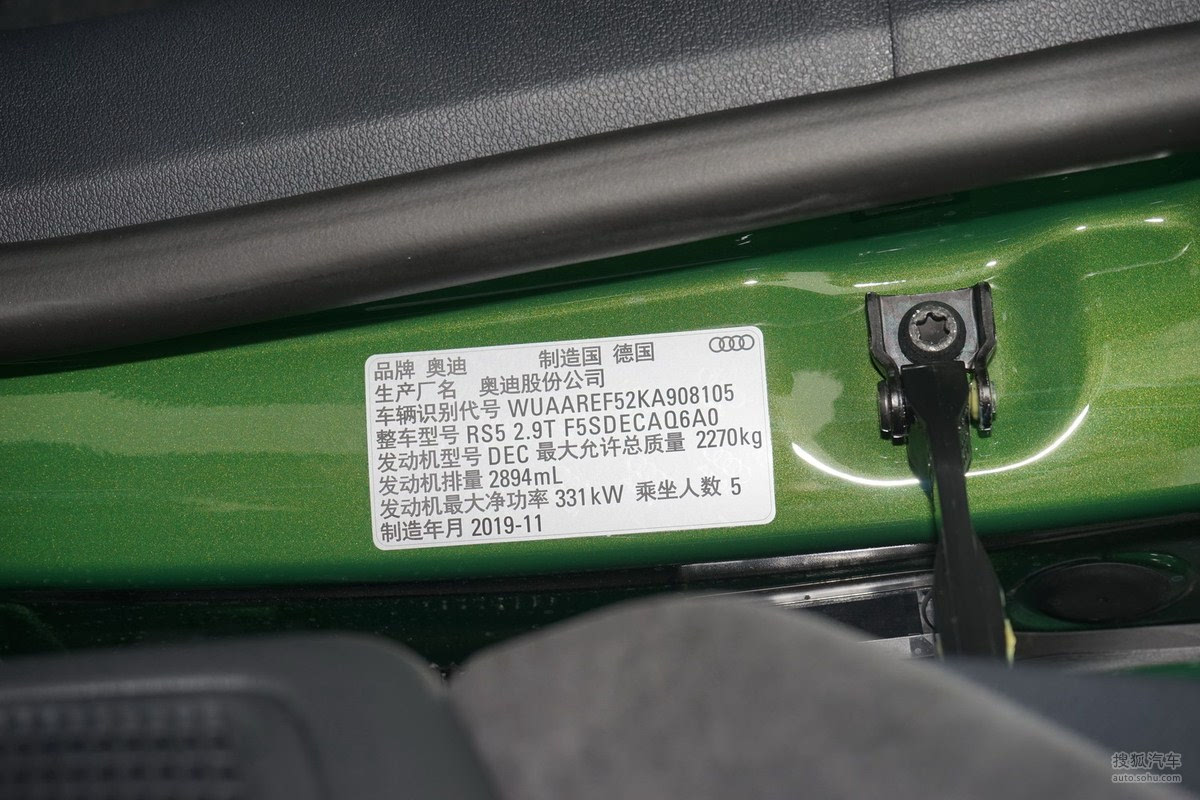 品牌 奥迪 制造国 德国
生产厂名 奥迪股份公司
车辆识别代号 WUAAREF52KA908105
整车型号 RS5 2.9T F5SDECAQ6A0
发动机型号 DEC 最大允许总质量 2270kg
发动机排量 2894mL
发动机最大净功率 331kW 乘坐人数 5
制造年月 2019-11
搜狐汽车
auto.sohu.com